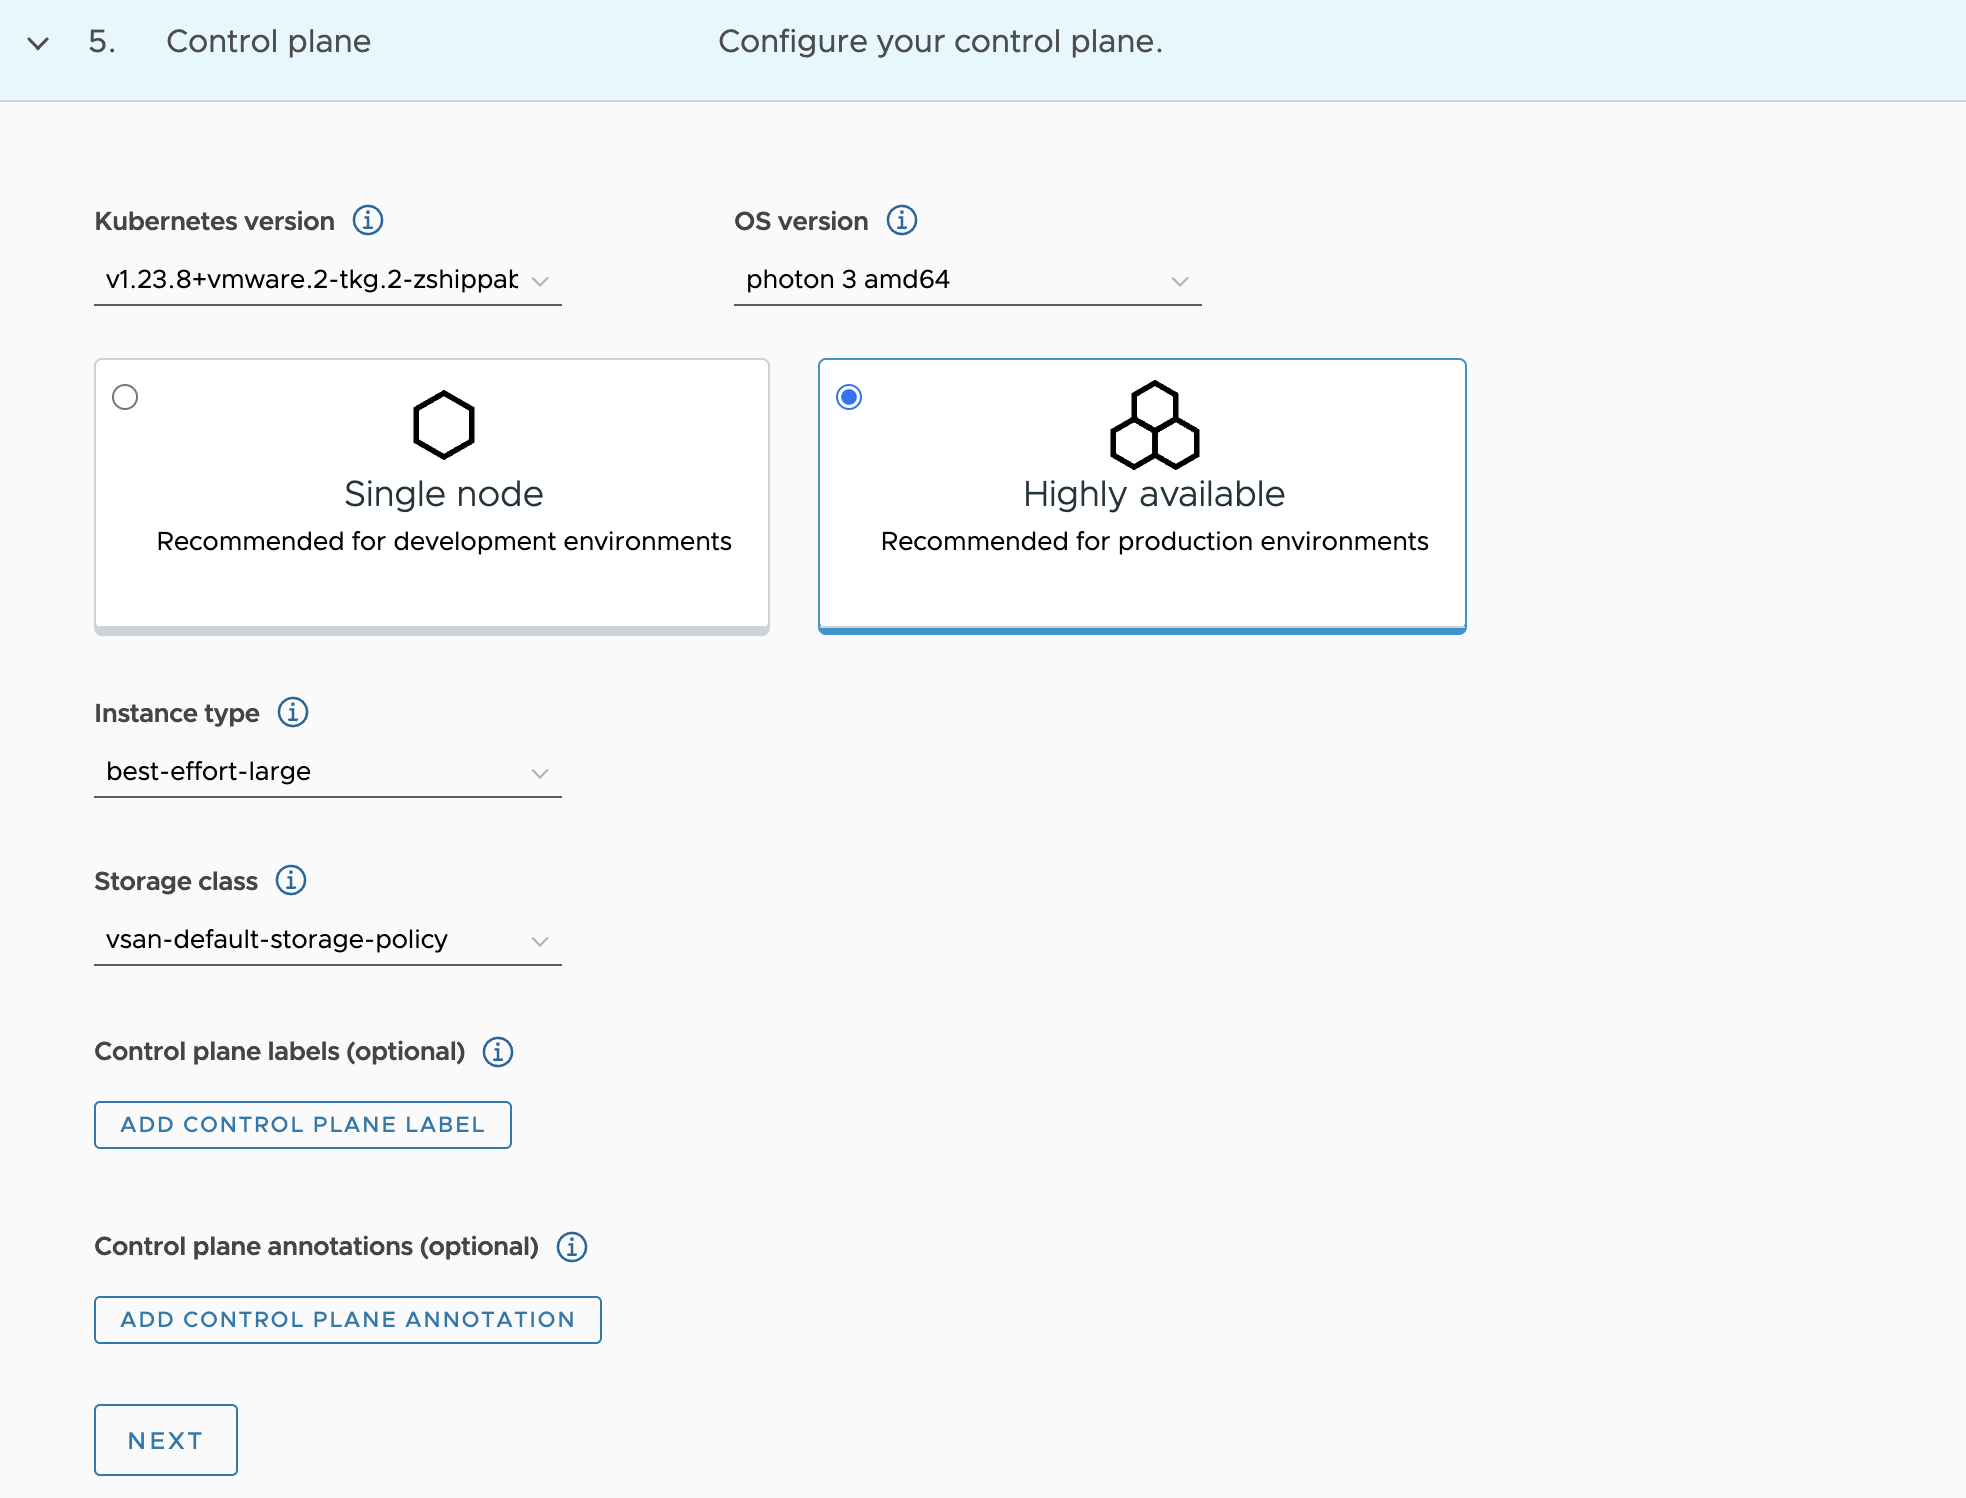 5. Control plane Configure your control plane.
Kubernetes version OS version
v1.23.8+vmware.2-tkg.2-zshippab photon 3 amd64
Single node
Recommended for development environments
Highly available
Recommended for production environments
Instance type
best-effort-large
Storage class
vsan-default-storage-policy
Control plane labels (optional)
ADD CONTROL PLANE LABEL
Control plane annotations (optional)
ADD CONTROL PLANE ANNOTATION
NEXT